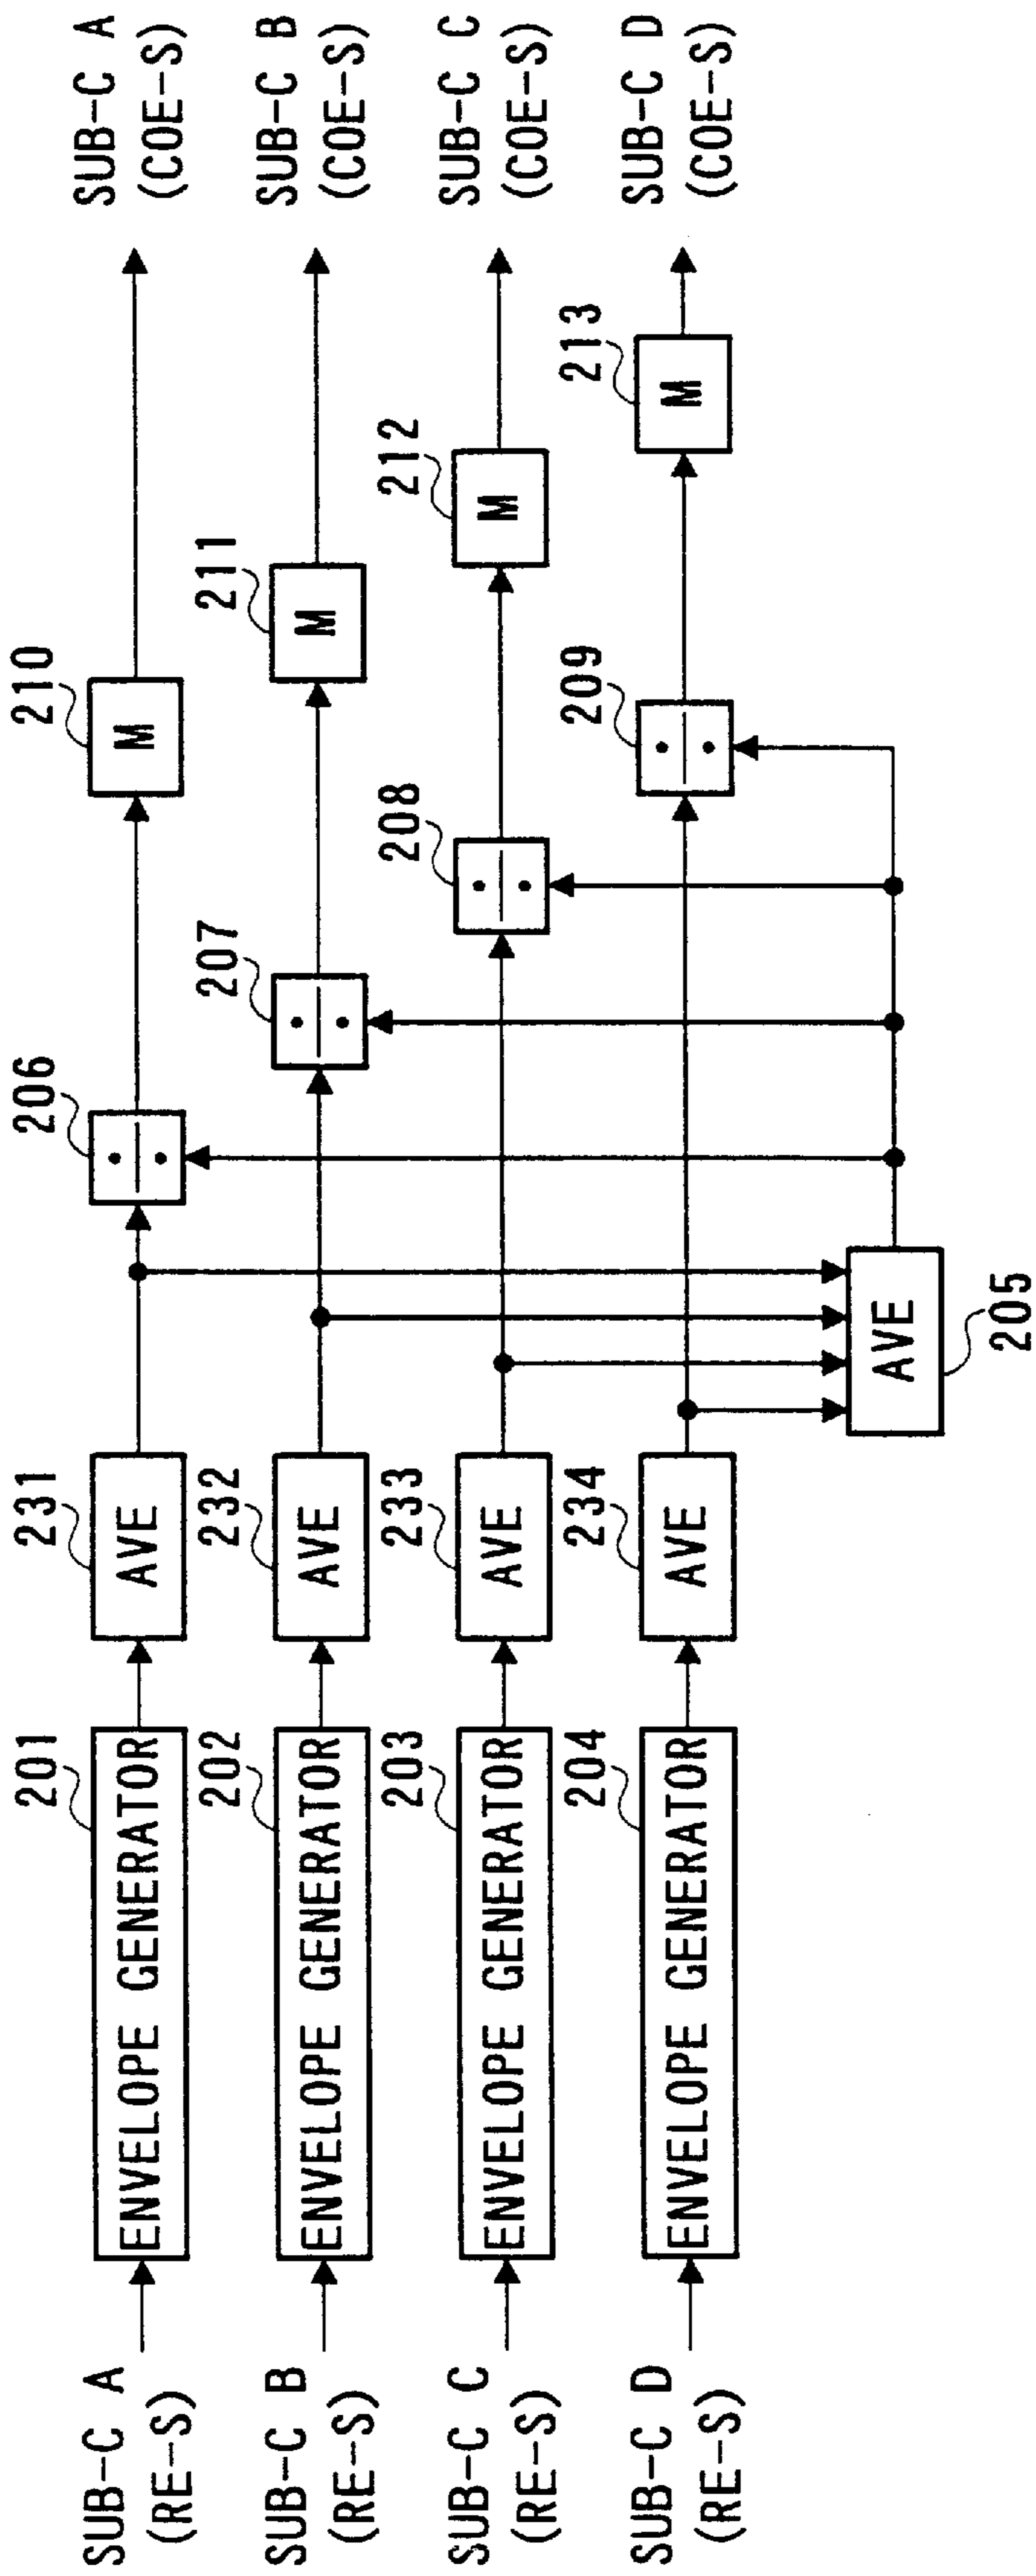 SUB-C A
(RE-S)
201
ENVELOPE GENERATOR
231
AVE
206
210
M
SUB-C A
(COE-S)
SUB-C B
(RE-S)
202
ENVELOPE GENERATOR
232
AVE
207
211
M
SUB-C B
(COE-S)
SUB-C C
(RE-S)
203
ENVELOPE GENERATOR
233
AVE
208
212
M
SUB-C C
(COE-S)
SUB-C D
(RE-S)
204
ENVELOPE GENERATOR
234
AVE
209
213
M
SUB-C D
(COE-S)
AVE
205